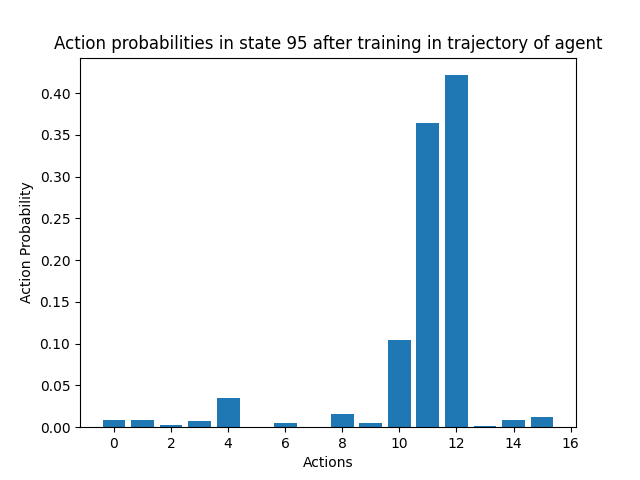 Action probabilities in state 95 after training in trajectory of agent
0.40
0.35
0.30
0.25
0.20
0.15
0.10
0.05
0.00
Action Probability
0 2 4 6 8 10 12 14 16
Actions